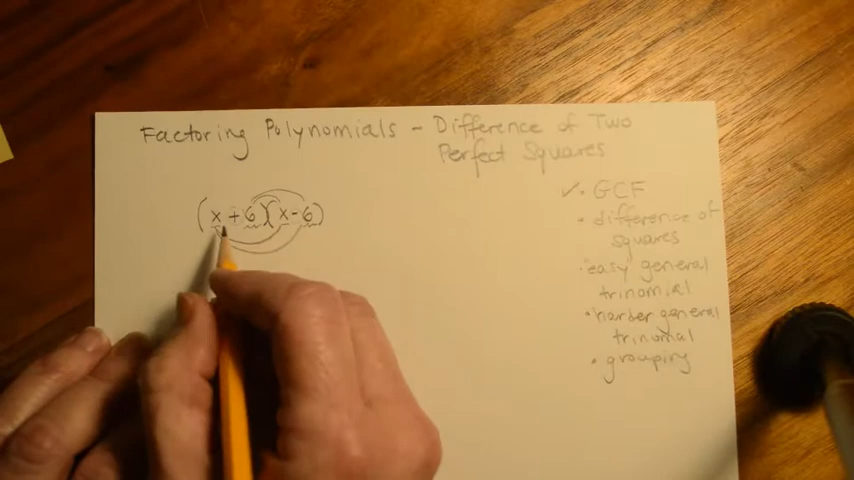 Factoring Polynomials - Difference of Two
Perfect Squares
(x+6)(x-6)
✓• GCF
• difference of
squares
• easy general
trinomial
• harder general
trinomal
• grouping